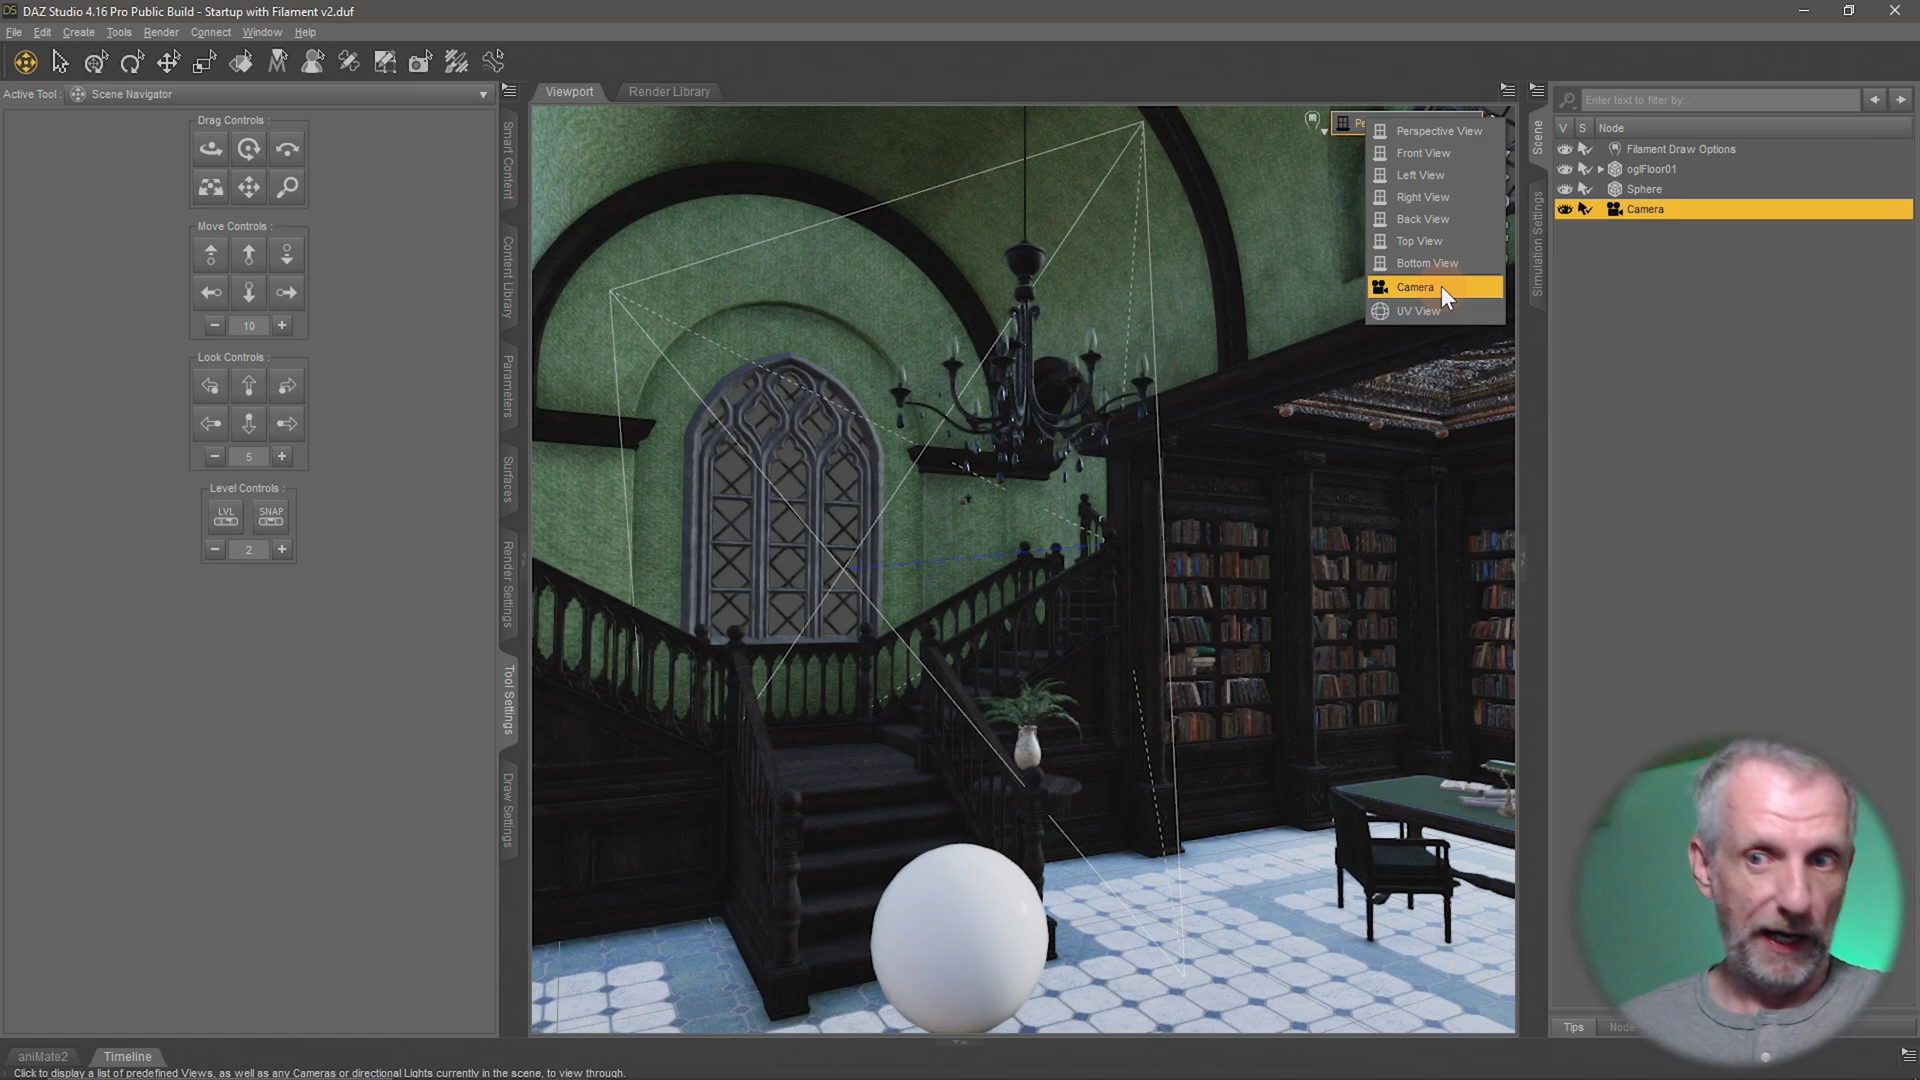 DAZ Studio 4.16 Pro Public Build - Startup with Filament v2.duf
File Edit Create Tools Render Connect Window Help
Active Tool : Scene Navigator
Drag Controls :
Move Controls :
10
Look Controls :
5
Level Controls :
LVL SNAP
2
Smart Content
Content Library
Parameters
Surfaces
Render Settings
Tool Settings
Draw Settings
Viewport Render Library
Pe
Perspective View
Front View
Left View
Right View
Back View
Top View
Bottom View
Camera
UV View
Scene
Simulation Settings
Enter text to filter by...
V S Node
Filament Draw Options
oglFloor01
Sphere
Camera
Tips Node
aniMate2 Timeline
Click to display a list of predefined Views, as well as any Cameras or directional Lights currently in the scene, to view through.